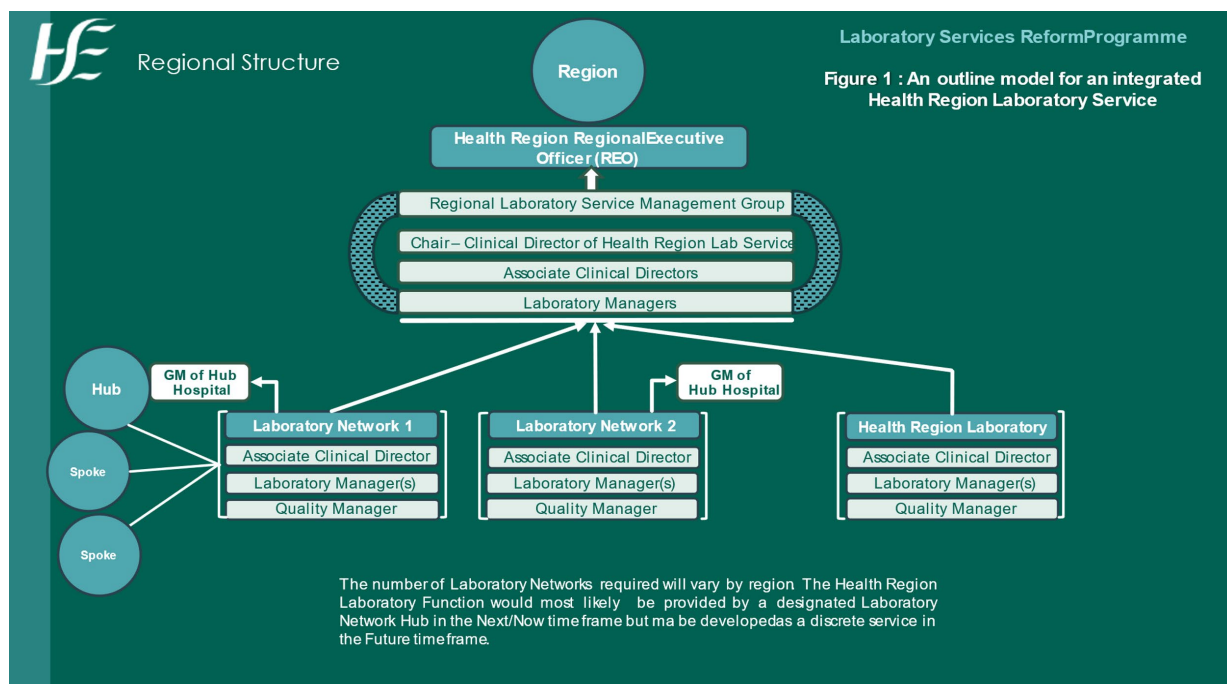 HSE
Regional Structure
Laboratory Services ReformProgramme
Figure 1 : An outline model for an integrated
Health Region Laboratory Service
Region
Health Region RegionalExecutive
Officer (REO)
Regional Laboratory Service Management Group
Chair – Clinical Director of Health Region Lab Service
Associate Clinical Directors
Laboratory Managers
Hub
Spoke
Spoke
GM of Hub
Hospital
Laboratory Network 1
Associate Clinical Director
Laboratory Manager(s)
Quality Manager
GM of
Hub Hospital
Laboratory Network 2
Associate Clinical Director
Laboratory Manager(s)
Quality Manager
Health Region Laboratory
Associate Clinical Director
Laboratory Manager(s)
Quality Manager
The number of Laboratory Networks required will vary by region. The Health Region
Laboratory Function would most likely be provided by a designated Laboratory
Network Hub in the Next/Now time frame but ma be developedas a discrete service in
the Future timeframe.